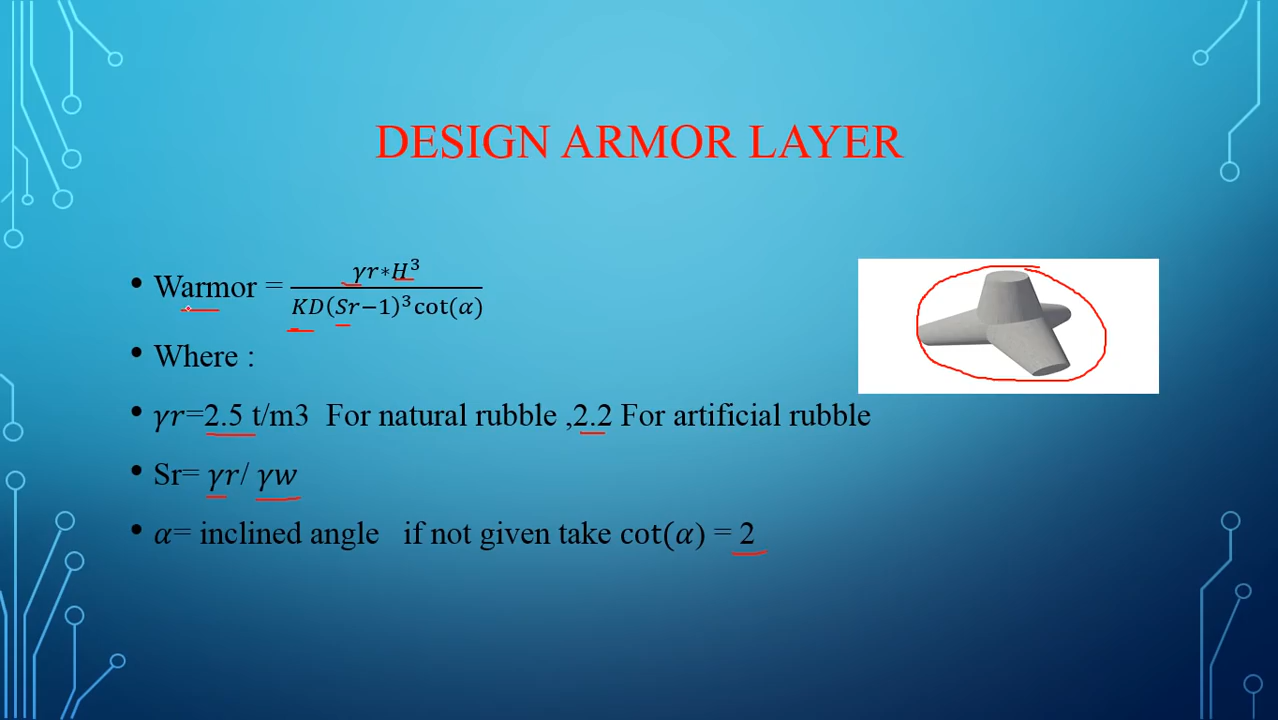 DESIGN ARMOR LAYER
• Warmor = 𝛾𝑟∗𝐻³ / 𝐾𝐷(𝑆𝑟−1)³cot(𝛼)
• Where :
• 𝛾𝑟=2.5 t/m3 For natural rubble ,2.2 For artificial rubble
• Sr= 𝛾𝑟/ 𝛾𝑤
• 𝛼= inclined angle if not given take cot(𝛼) = 2